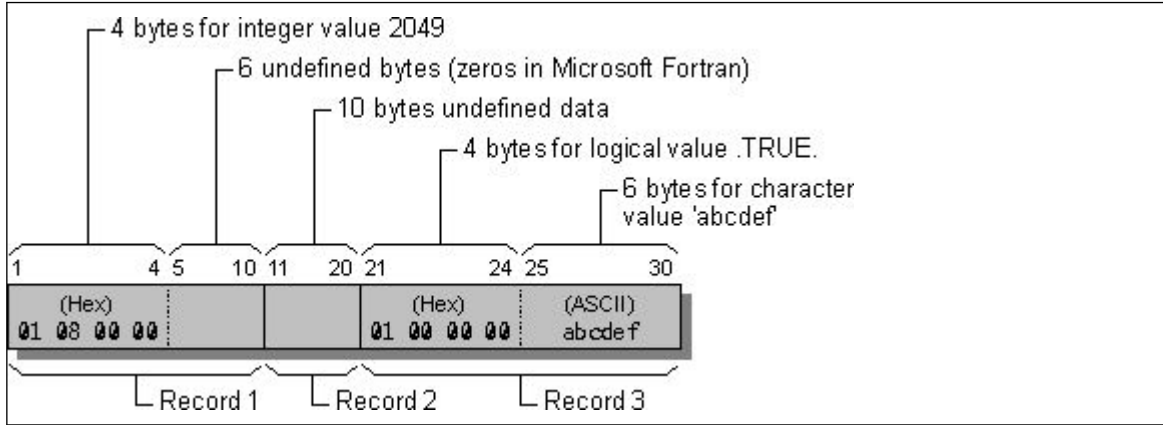 4 bytes for integer value 2049
6 undefined bytes (zeros in Microsoft Fortran)
10 bytes undefined data
4 bytes for logical value .TRUE.
6 bytes for character
value 'abcdef'
1 4 5 10 11 20 21 24 25 30
(Hex) (Hex) (ASCII)
01 08 00 00 01 00 00 00 abcdef
Record 1 Record 2 Record 3